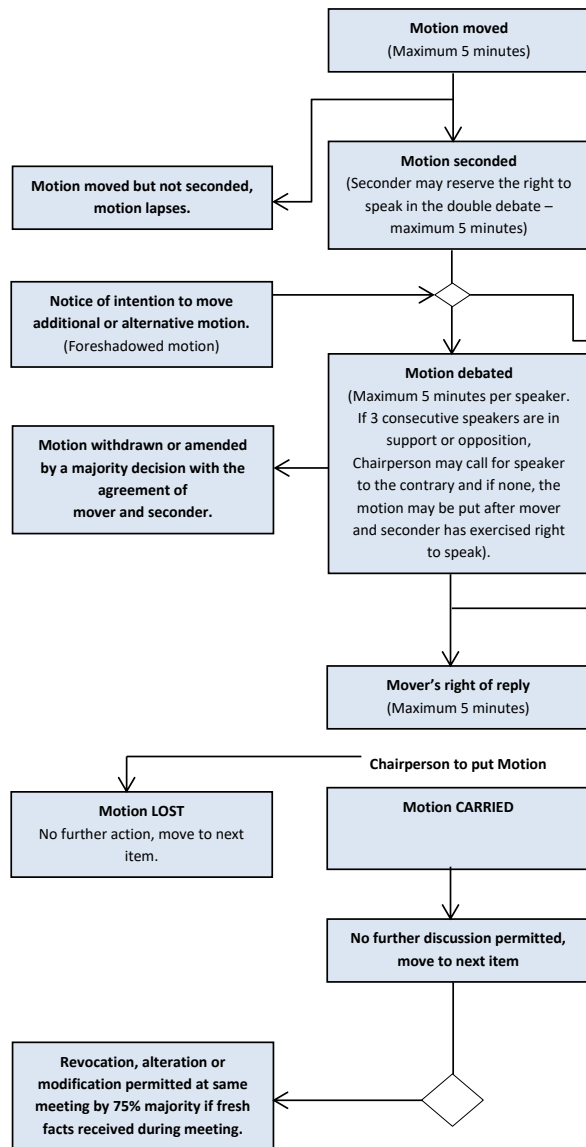 Motion moved
(Maximum 5 minutes)
Motion seconded
(Seconder may reserve the right to
speak in the double debate –
maximum 5 minutes)
Motion moved but not seconded,
motion lapses.
Notice of intention to move
additional or alternative motion.
(Foreshadowed motion)
Motion debated
(Maximum 5 minutes per speaker.
If 3 consecutive speakers are in
support or opposition,
Chairperson may call for speaker
to the contrary and if none, the
motion may be put after mover
and seconder has exercised right
to speak).
Motion withdrawn or amended
by a majority decision with the
agreement of
mover and seconder.
Mover’s right of reply
(Maximum 5 minutes)
Chairperson to put Motion
Motion LOST
No further action, move to next
item.
Motion CARRIED
No further discussion permitted,
move to next item
Revocation, alteration or
modification permitted at same
meeting by 75% majority if fresh
facts received during meeting.